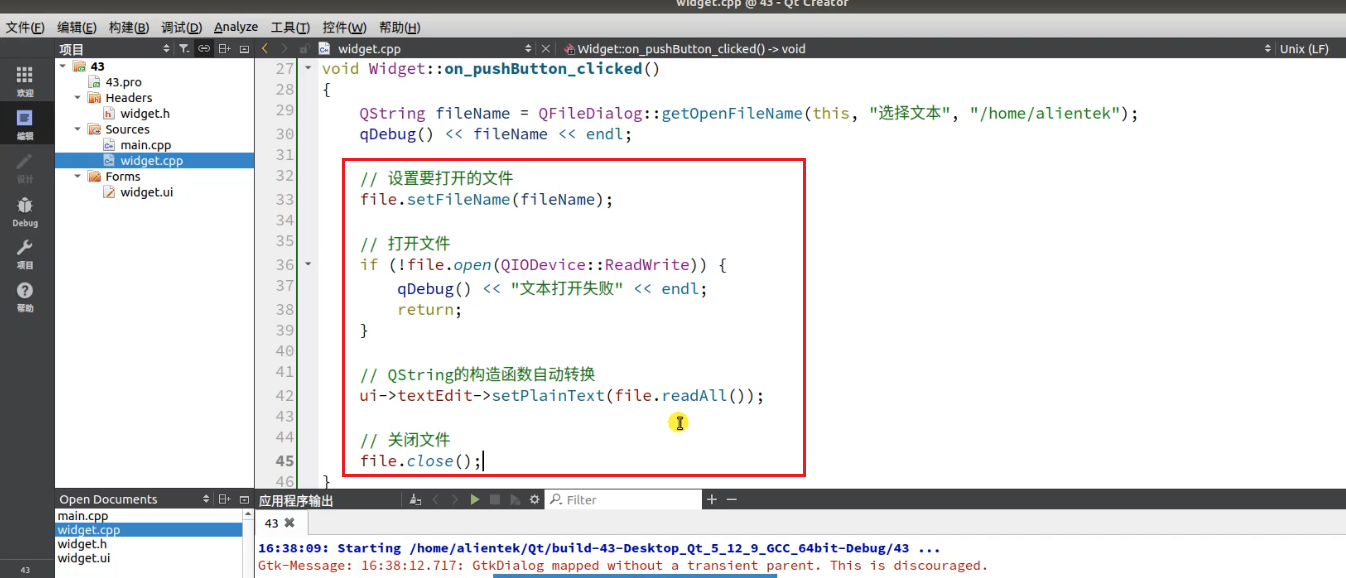 widget.cpp @ 43 - Qt Creator
文件(F) 编辑(E) 构建(B) 调试(D) Analyze 工具(T) 控件(W) 帮助(H)
项目 widget.cpp Widget::on_pushButton_clicked() -> void Unix (LF)
欢迎
编辑
设计
Debug
项目
帮助
43
43
43.pro
Headers
widget.h
Sources
main.cpp
widget.cpp
Forms
widget.ui
27 void Widget::on_pushButton_clicked()
28 {
29 QString fileName = QFileDialog::getOpenFileName(this, "选择文本", "/home/alientek");
30 qDebug() << fileName << endl;
31
32 // 设置要打开的文件
33 file.setFileName(fileName);
34
35 // 打开文件
36 if (!file.open(QIODevice::ReadWrite)) {
37 qDebug() << "文本打开失败" << endl;
38 return;
39 }
40
41 // QString的构造函数自动转换
42 ui->textEdit->setPlainText(file.readAll());
43
44 // 关闭文件
45 file.close();
46 }
Open Documents
main.cpp
widget.cpp
widget.h
widget.ui
应用程序输出 Filter
43
16:38:09: Starting /home/alientek/Qt/build-43-Desktop_Qt_5_12_9_GCC_64bit-Debug/43 ...
Gtk-Message: 16:38:12.717: GtkDialog mapped without a transient parent. This is discouraged.